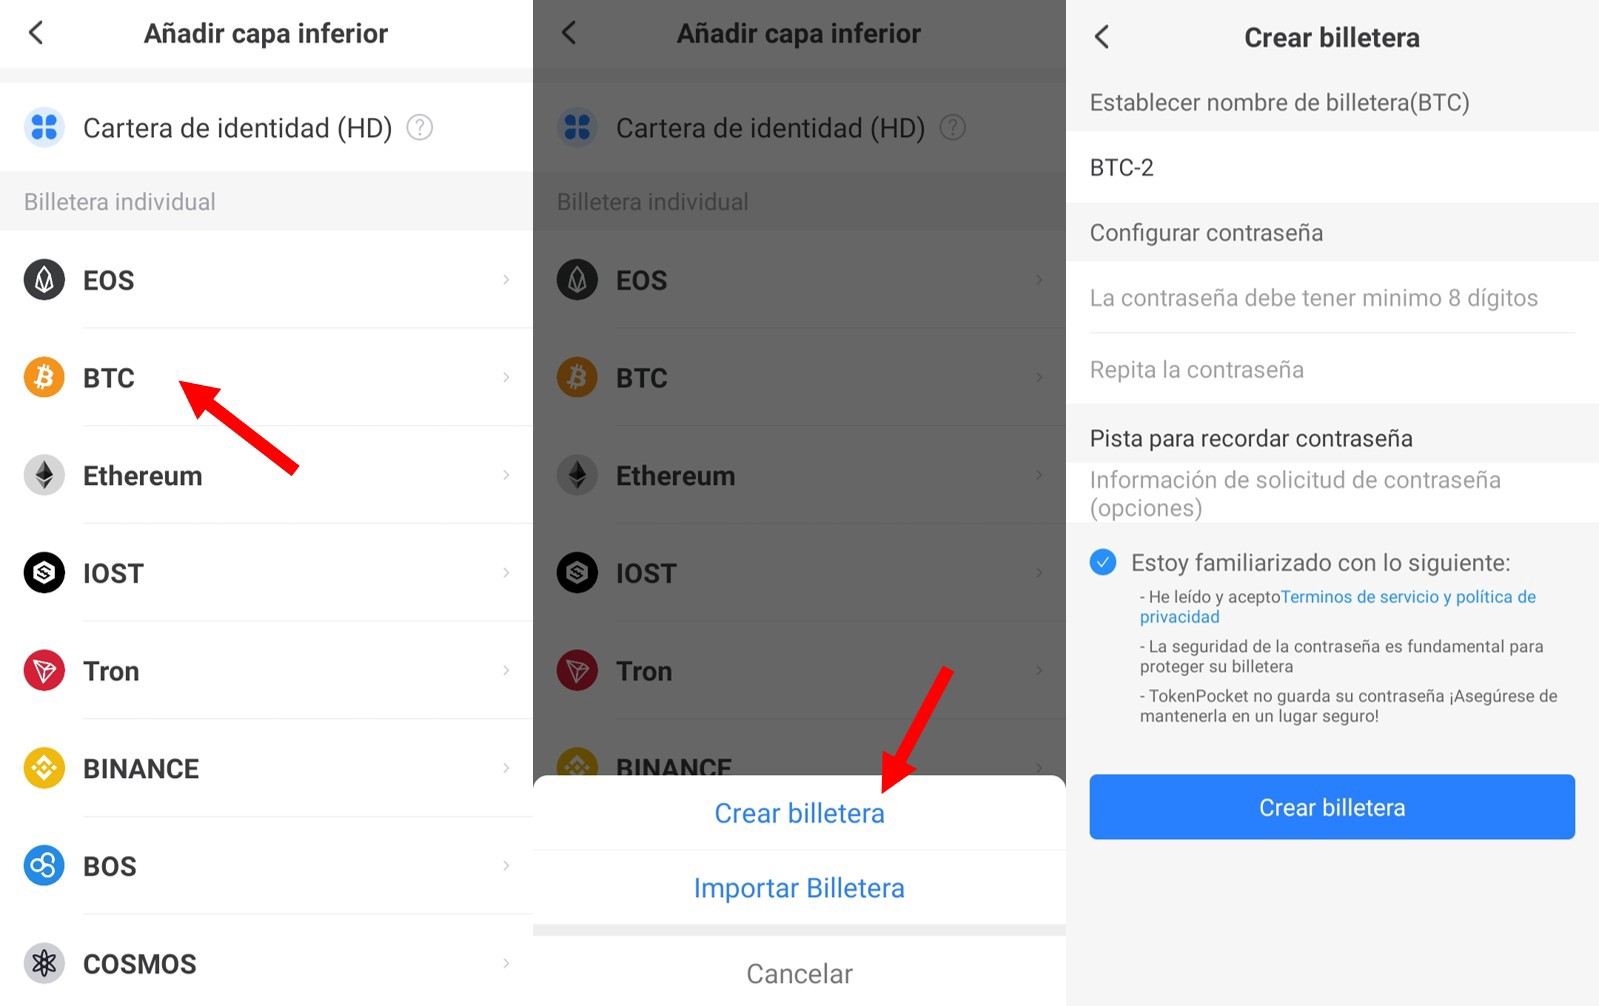 Añadir capa inferior
Cartera de identidad (HD) ?
Billetera individual
EOS
BTC
Ethereum
IOST
Tron
BINANCE
BOS
COSMOS
Añadir capa inferior
Cartera de identidad (HD) ?
Billetera individual
EOS
BTC
Ethereum
IOST
Tron
BINANCE
Crear billetera
Importar Billetera
Cancelar
Crear billetera
Establecer nombre de billetera(BTC)
BTC-2
Configurar contraseña
La contraseña debe tener minimo 8 dígitos
Repita la contraseña
Pista para recordar contraseña
Información de solicitud de contraseña
(opciones)
Estoy familiarizado con lo siguiente:
- He leído y aceptoTerminos de servicio y política de
privacidad
- La seguridad de la contraseña es fundamental para
proteger su billetera
- TokenPocket no guarda su contraseña ¡Asegúrese de
mantenerla en un lugar seguro!
Crear billetera